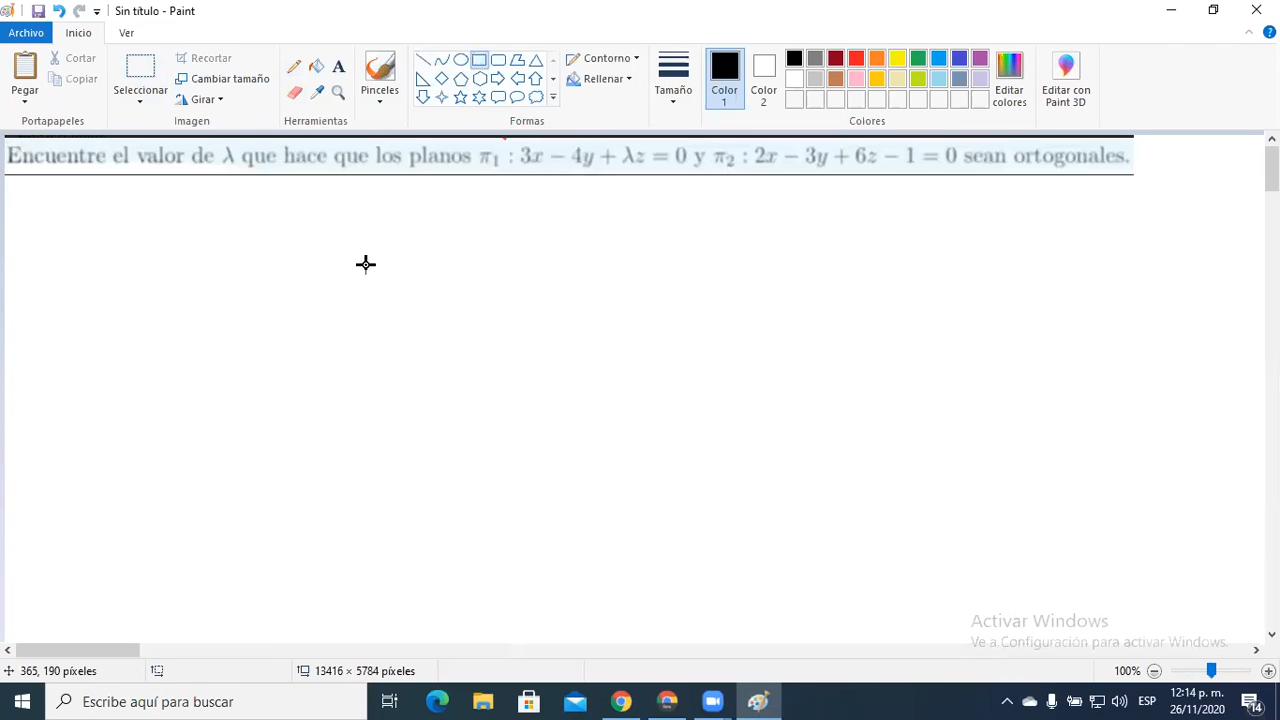 Sin título - Paint
Archivo Inicio Ver
Pegar
Cortar
Copiar
Portapapeles
Seleccionar
Recortar
Cambiar tamaño
Girar
Imagen
A
Herramientas
Pinceles
Contorno
Rellenar
Formas
Tamaño
Color 1
Color 2
Editar colores
Colores
Editar con Paint 3D
Encuentre el valor de λ que hace que los planos π₁ : 3x − 4y + λz = 0 y π₂ : 2x − 3y + 6z − 1 = 0 sean ortogonales.
Activar Windows
Ve a Configuración para activar Windows.
365, 190 píxeles 13416 × 5784 píxeles 100%
Escribe aquí para buscar
ESP
12:14 p. m.
26/11/2020
14